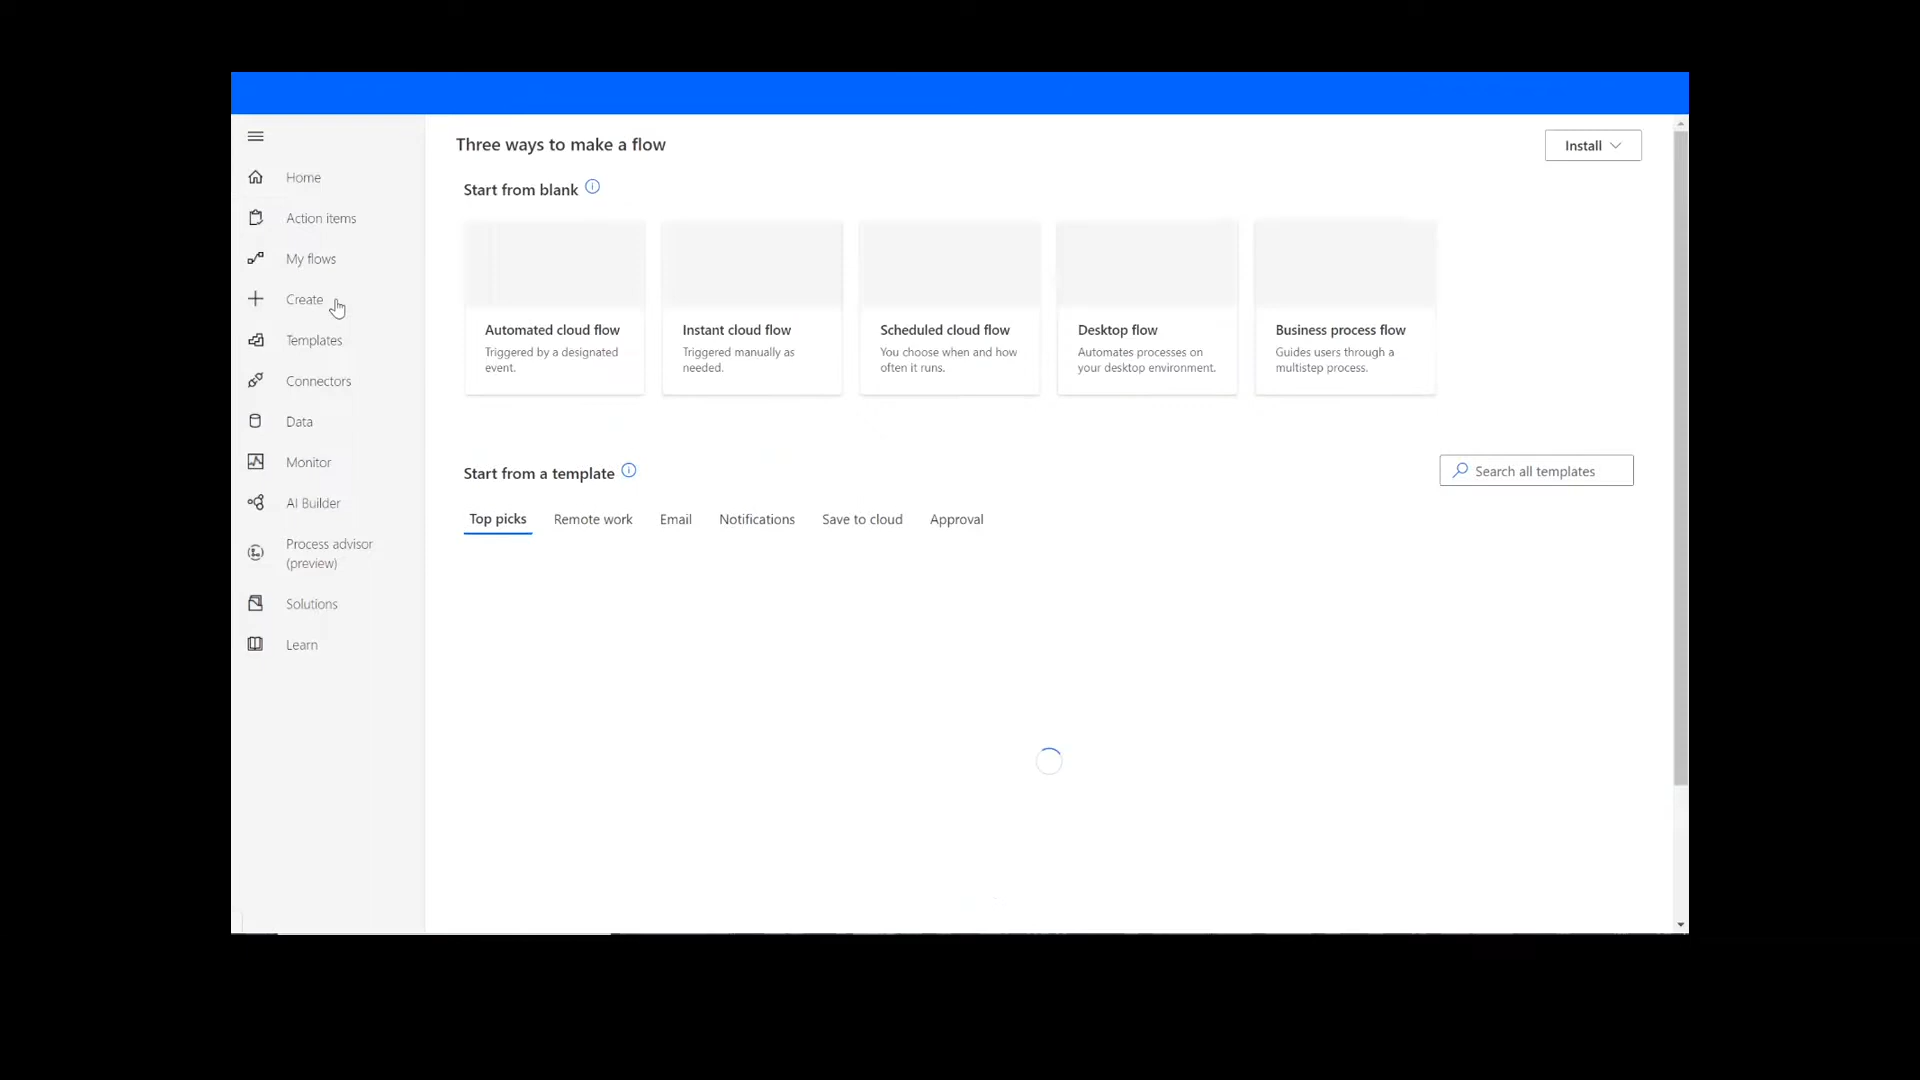 Three ways to make a flow
Install
Home
Action items
My flows
Create
Templates
Connectors
Data
Monitor
AI Builder
Process advisor
(preview)
Solutions
Learn
Start from blank
Automated cloud flow
Triggered by a designated
event.
Instant cloud flow
Triggered manually as
needed.
Scheduled cloud flow
You choose when and how
often it runs.
Desktop flow
Automates processes on
your desktop environment.
Business process flow
Guides users through a
multistep process.
Start from a template
Search all templates
Top picks
Remote work
Email
Notifications
Save to cloud
Approval